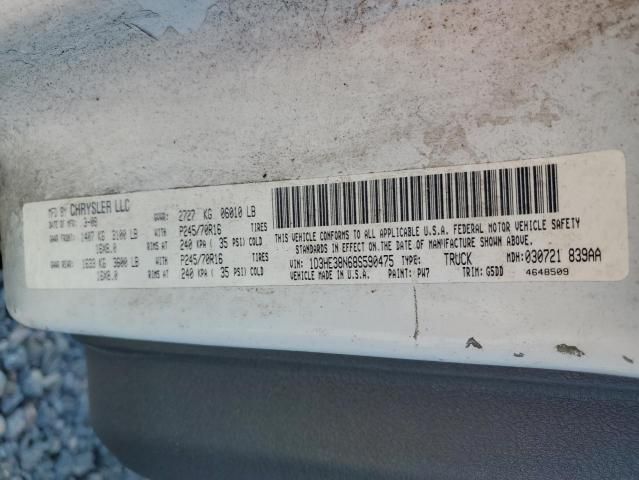 MFD BY CHRYSLER LLC
DATE OF MFR: 3-08 GVWR: 2727 KG 06010 LB
GAWR FRONT: 1407 KG 3100 LB WITH P245/70R16 TIRES
16X8.0 RIMS AT 240 KPA ( 35 PSI) COLD
GAWR REAR: 1633 KG 3600 LB WITH P245/70R16 TIRES
16X8.0 RIMS AT 240 KPA ( 35 PSI) COLD
THIS VEHICLE CONFORMS TO ALL APPLICABLE U.S.A. FEDERAL MOTOR VEHICLE SAFETY
STANDARDS IN EFFECT ON THE DATE OF MANUFACTURE SHOWN ABOVE.
VIN: 1D3HE38N68S590475 TYPE: TRUCK MDH: 030721 839AA
VEHICLE MADE IN U.S.A. PAINT: PW7 TRIM: G5DD 4648509